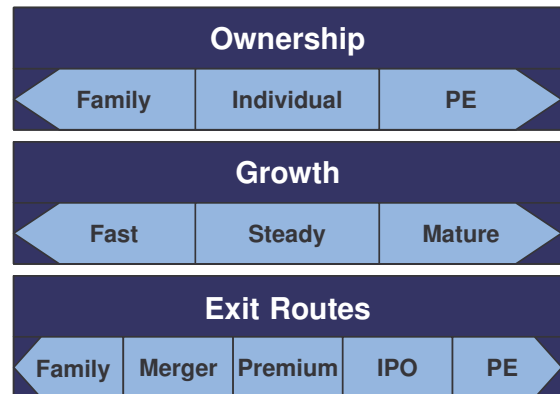 Ownership
Family Individual PE
Growth
Fast Steady Mature
Exit Routes
Family Merger Premium IPO PE